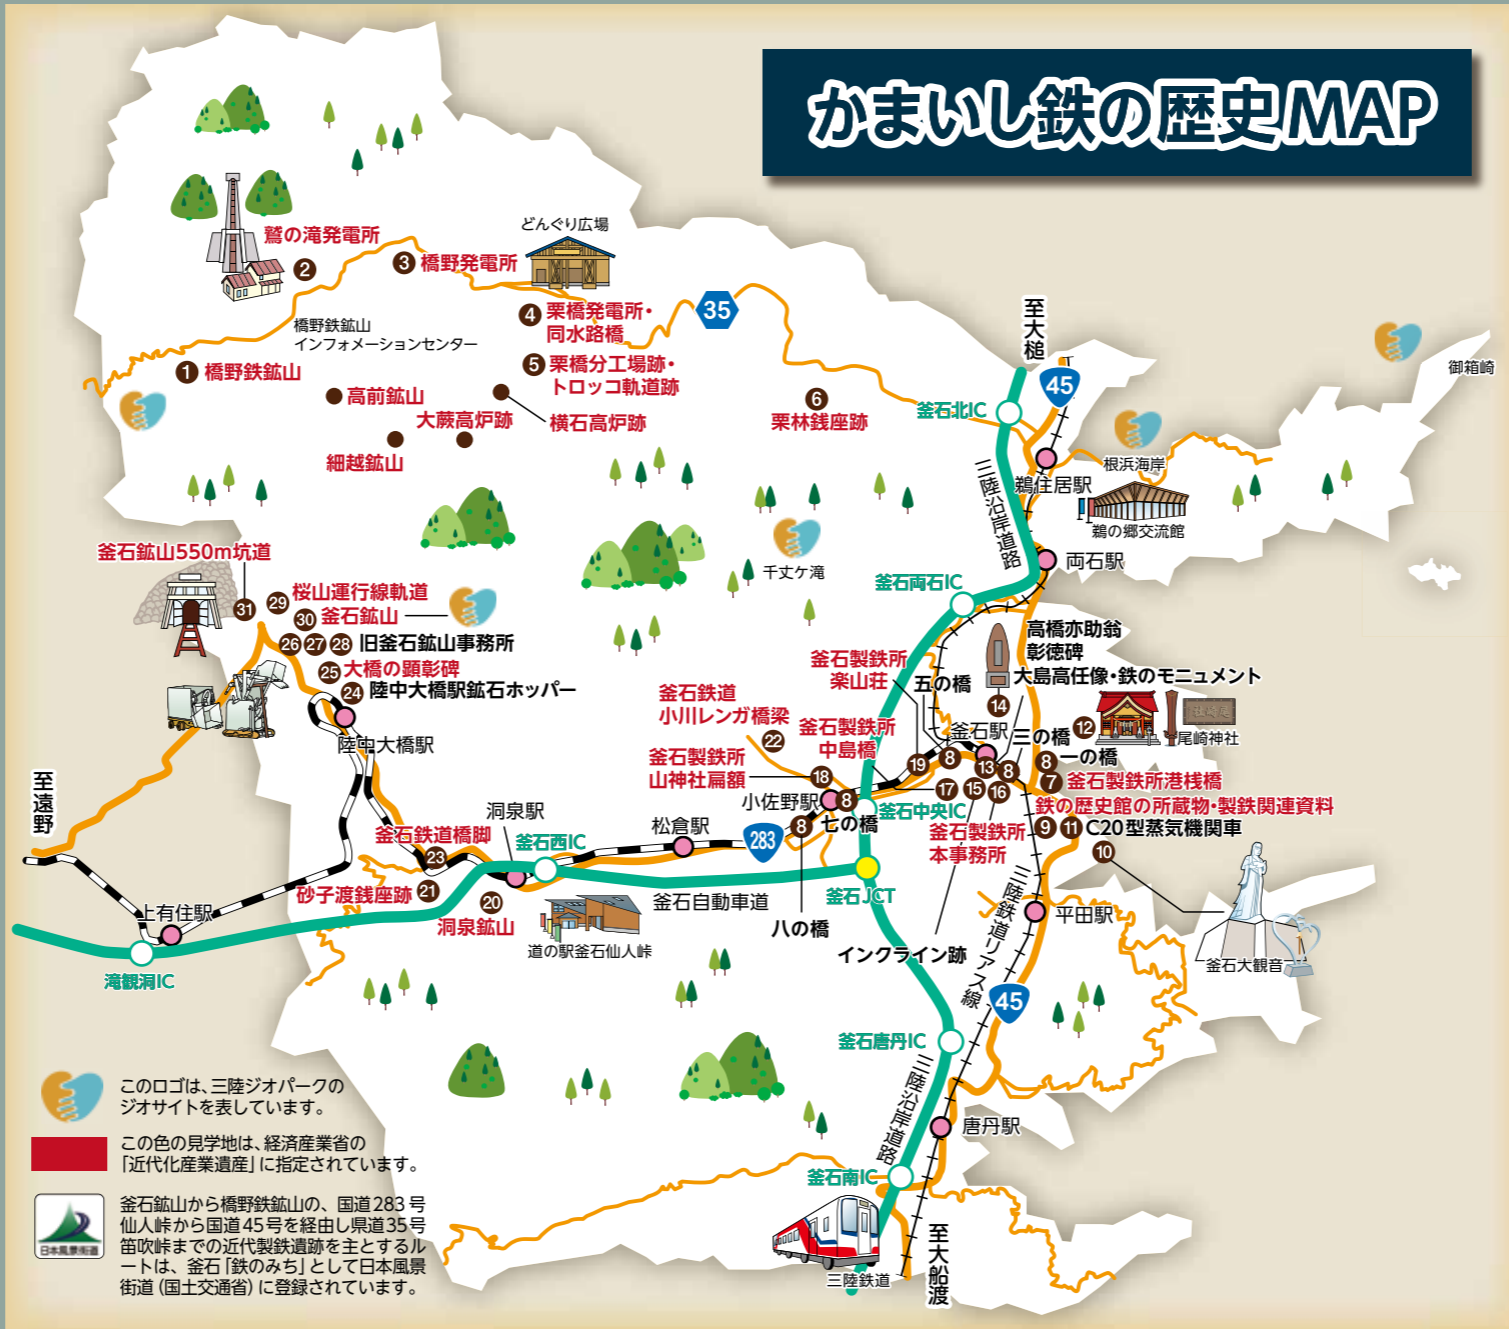 かまいし鉄の歴史MAP
どんぐり広場
鷲の滝発電所
2
3 橋野発電所
4 栗橋発電所・
同水路橋
35
橋野鉄鉱山
インフォメーションセンター
1 橋野鉄鉱山
5 栗橋分工場跡・
トロッコ軌道跡
高前鉱山
大蕨高炉跡
横石高炉跡
細越鉱山
6
栗林銭座跡
至大槌
45
釜石北IC
御箱崎
根浜海岸
鵜住居駅
三陸沿岸道路
鵜の郷交流館
両石駅
千丈ケ滝
釜石両石IC
釜石鉱山550m坑道
31
29 桜山運行線軌道
30 釜石鉱山
26 27 28 旧釜石鉱山事務所
25 大橋の顕彰碑
24 陸中大橋駅鉱石ホッパー
陸中大橋駅
高橋亦助翁
彰徳碑
大島高任像・鉄のモニュメント
14
釜石製鉄所
楽山荘
五の橋
釜石鉄道
小川レンガ橋梁
22
釜石製鉄所
中島橋
釜石駅
三の橋
12
尾崎神社
8
一の橋
7 釜石製鉄所港桟橋
釜石製鉄所
山神社扁額
18
19
8
13
8
17
15
16
鉄の歴史館の所蔵物・製鉄関連資料
9 11 C20型蒸気機関車
10
小佐野駅
8
釜石中央IC
釜石製鉄所
本事務所
8
七の橋
至遠野
洞泉駅
松倉駅
283
釜石西IC
釜石鉄道橋脚
23
砂子渡銭座跡
21
20
洞泉鉱山
道の駅釜石仙人峠
釜石自動車道
釜石JCT
八の橋
インクライン跡
三陸鉄道リアス線
平田駅
釜石大観音
上有住駅
滝観洞IC
45
釜石唐丹IC
三陸沿岸道路
唐丹駅
釜石南IC
三陸鉄道
至大船渡
このロゴは、三陸ジオパークの
ジオサイトを表しています。
この色の見学地は、経済産業省の
「近代化産業遺産」に指定されています。
日本風景街道
釜石鉱山から橋野鉄鉱山の、国道283号
仙人峠から国道45号を経由し県道35号
笛吹峠までの近代製鉄遺跡を主とするル
ートは、釜石「鉄のみち」として日本風景
街道（国土交通省）に登録されています。